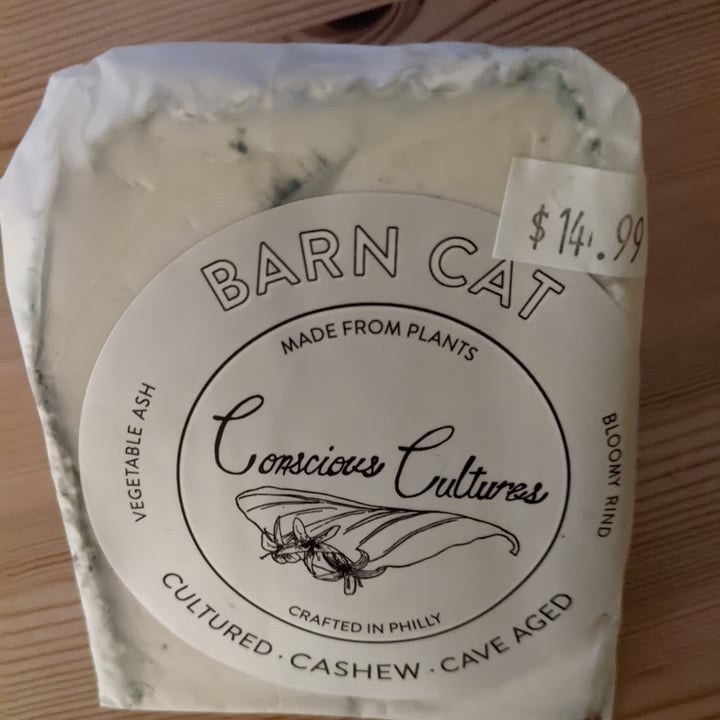 $ 14.99
BARN CAT
MADE FROM PLANTS
VEGETABLE ASH
Conscious Cultures
BLOOMY RIND
CRAFTED IN PHILLY
CULTURED · CASHEW · CAVE AGED